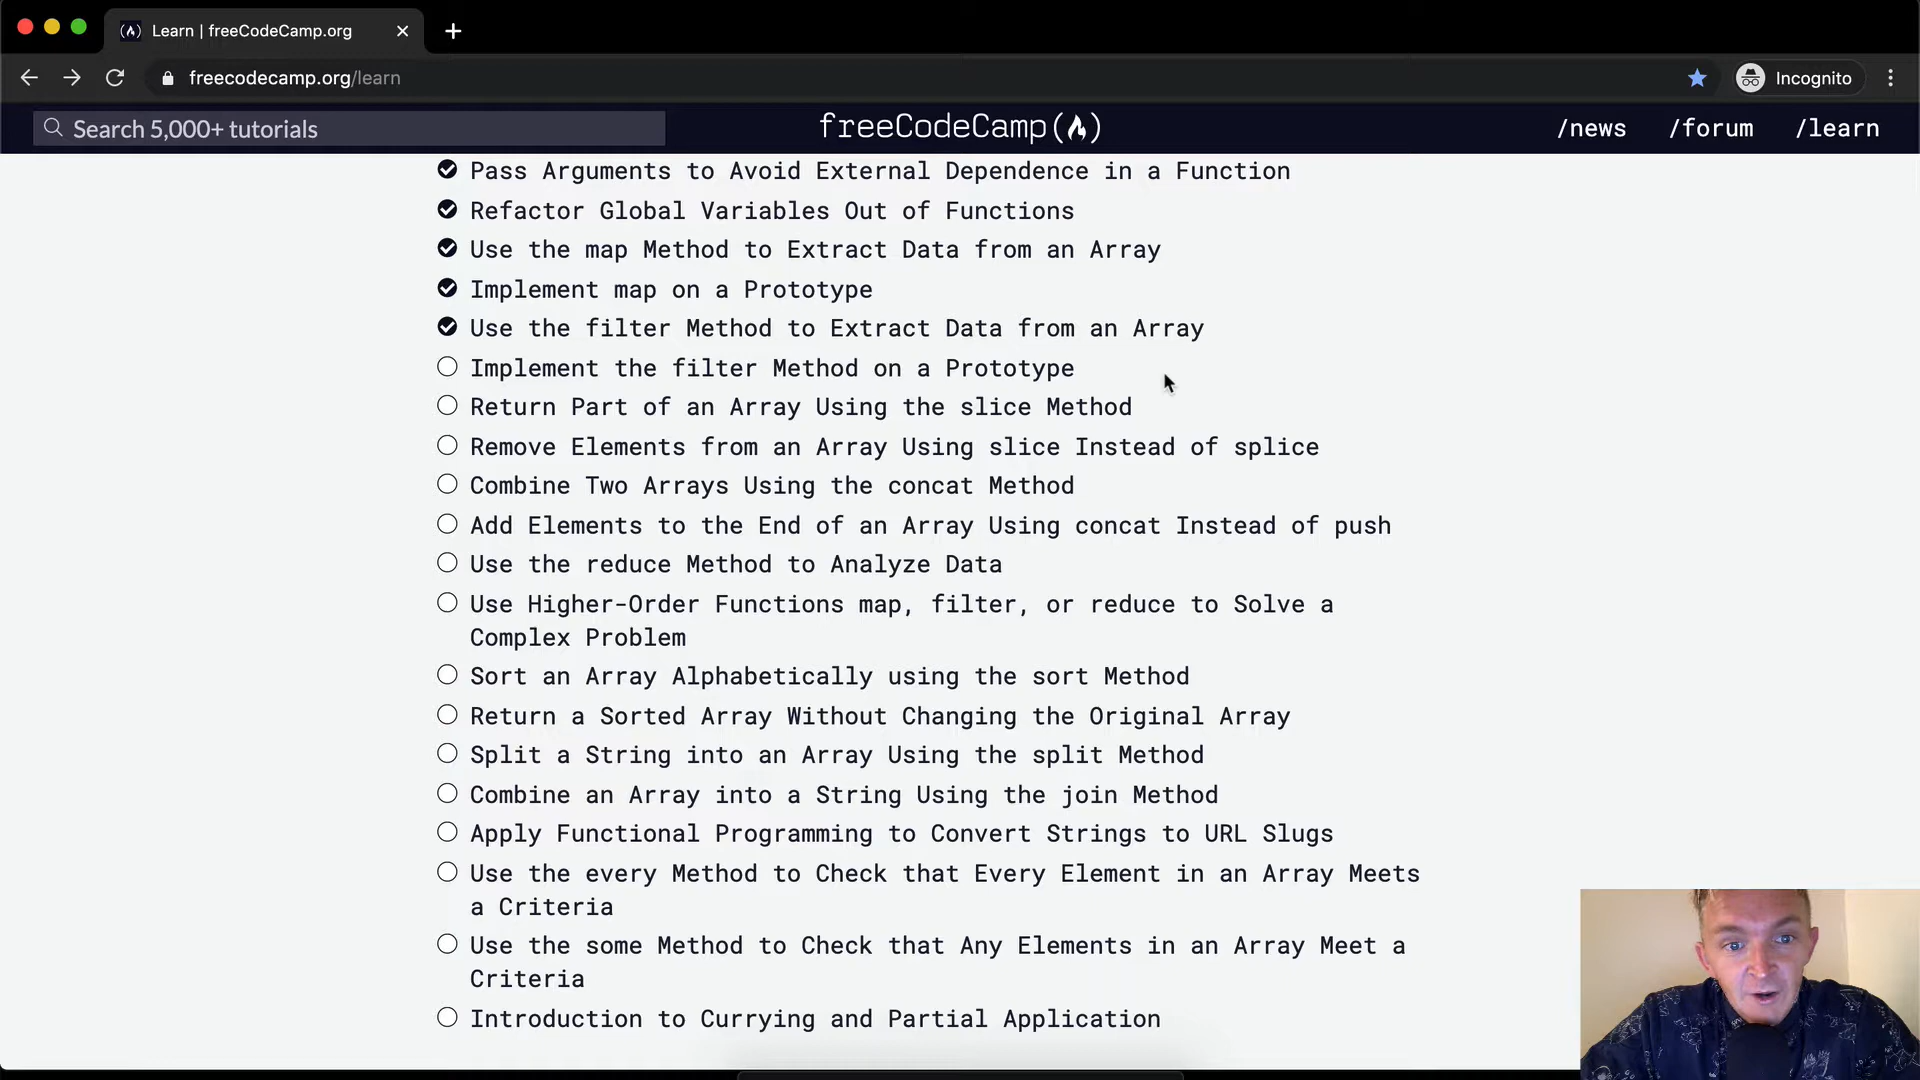 Learn | freeCodeCamp.org
freecodecamp.org/learn
Incognito
Search 5,000+ tutorials
freeCodeCamp
/news
/forum
/learn
Pass Arguments to Avoid External Dependence in a Function
Refactor Global Variables Out of Functions
Use the map Method to Extract Data from an Array
Implement map on a Prototype
Use the filter Method to Extract Data from an Array
Implement the filter Method on a Prototype
Return Part of an Array Using the slice Method
Remove Elements from an Array Using slice Instead of splice
Combine Two Arrays Using the concat Method
Add Elements to the End of an Array Using concat Instead of push
Use the reduce Method to Analyze Data
Use Higher-Order Functions map, filter, or reduce to Solve a
Complex Problem
Sort an Array Alphabetically using the sort Method
Return a Sorted Array Without Changing the Original Array
Split a String into an Array Using the split Method
Combine an Array into a String Using the join Method
Apply Functional Programming to Convert Strings to URL Slugs
Use the every Method to Check that Every Element in an Array Meets
a Criteria
Use the some Method to Check that Any Elements in an Array Meet a
Criteria
Introduction to Currying and Partial Application